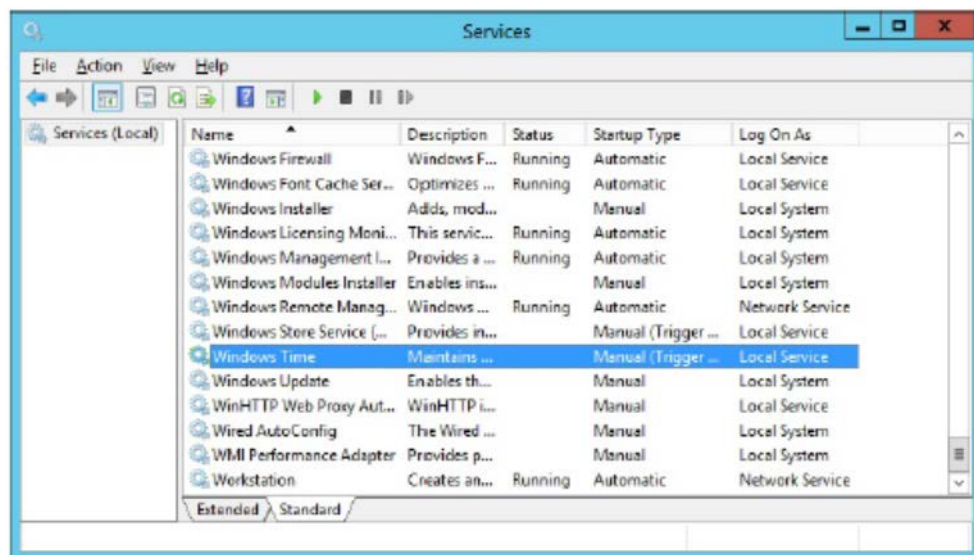 Services
File Action View Help
Services (Local)
Name Description Status Startup Type Log On As
Windows Firewall Windows F... Running Automatic Local Service
Windows Font Cache Ser... Optimizes ... Running Automatic Local Service
Windows Installer Adds, mod... Manual Local System
Windows Licensing Moni... This servic... Running Automatic Local System
Windows Management I... Provides a ... Running Automatic Local System
Windows Modules Installer Enables ins... Manual Local System
Windows Remote Manag... Windows ... Running Automatic Network Service
Windows Store Service (... Provides in... Manual (Trigger ... Local Service
Windows Time Maintains ... Manual (Trigger ... Local Service
Windows Update Enables th... Manual Local System
WinHTTP Web Proxy Aut... WinHTTP i... Manual Local Service
Wired AutoConfig The Wired ... Manual Local System
WMI Performance Adapter Provides p... Manual Local System
Workstation Creates an... Running Automatic Network Service
Extended Standard